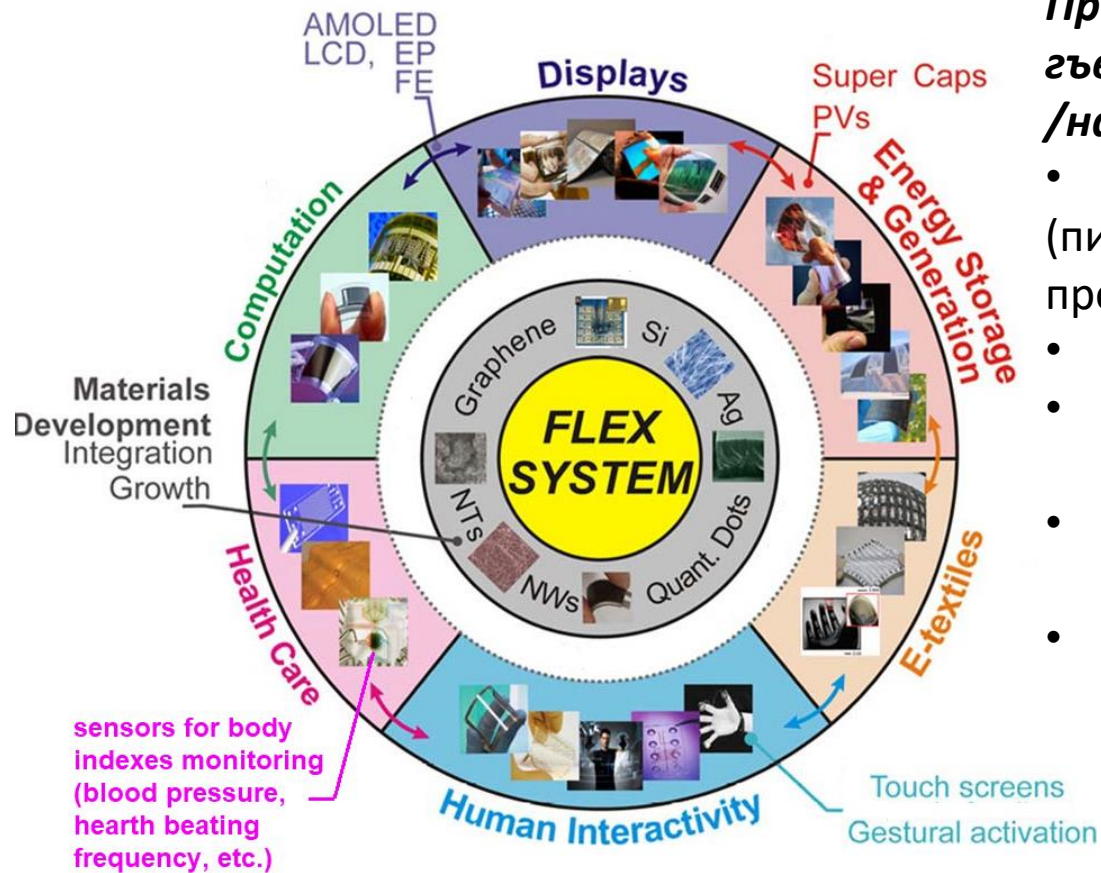 AMOLED
LCD, EP
FE
Displays
Super Caps
PVs
Energy Storage
& Generation
Computation
Graphene
Si
Ag
Quant. Dots
NWs
NTs
FLEX
SYSTEM
Materials
Development
Integration
Growth
Health Care
E-textiles
Human Interactivity
sensors for body
indexes monitoring
(blood pressure,
hearth beating
frequency, etc.)
Touch screens
Gestural activation
•
(пи
про
•
•
•
•